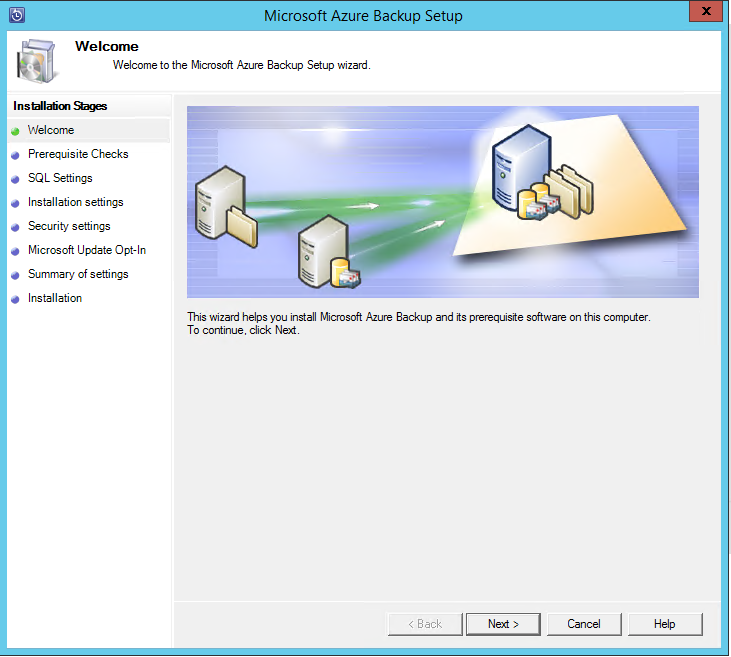 Microsoft Azure Backup Setup
X
Welcome
Welcome to the Microsoft Azure Backup Setup wizard.
Installation Stages
Welcome
Prerequisite Checks
SQL Settings
Installation settings
Security settings
Microsoft Update Opt-In
Summary of settings
Installation
This wizard helps you install Microsoft Azure Backup and its prerequisite software on this computer.
To continue, click Next.
< Back
Next >
Cancel
Help